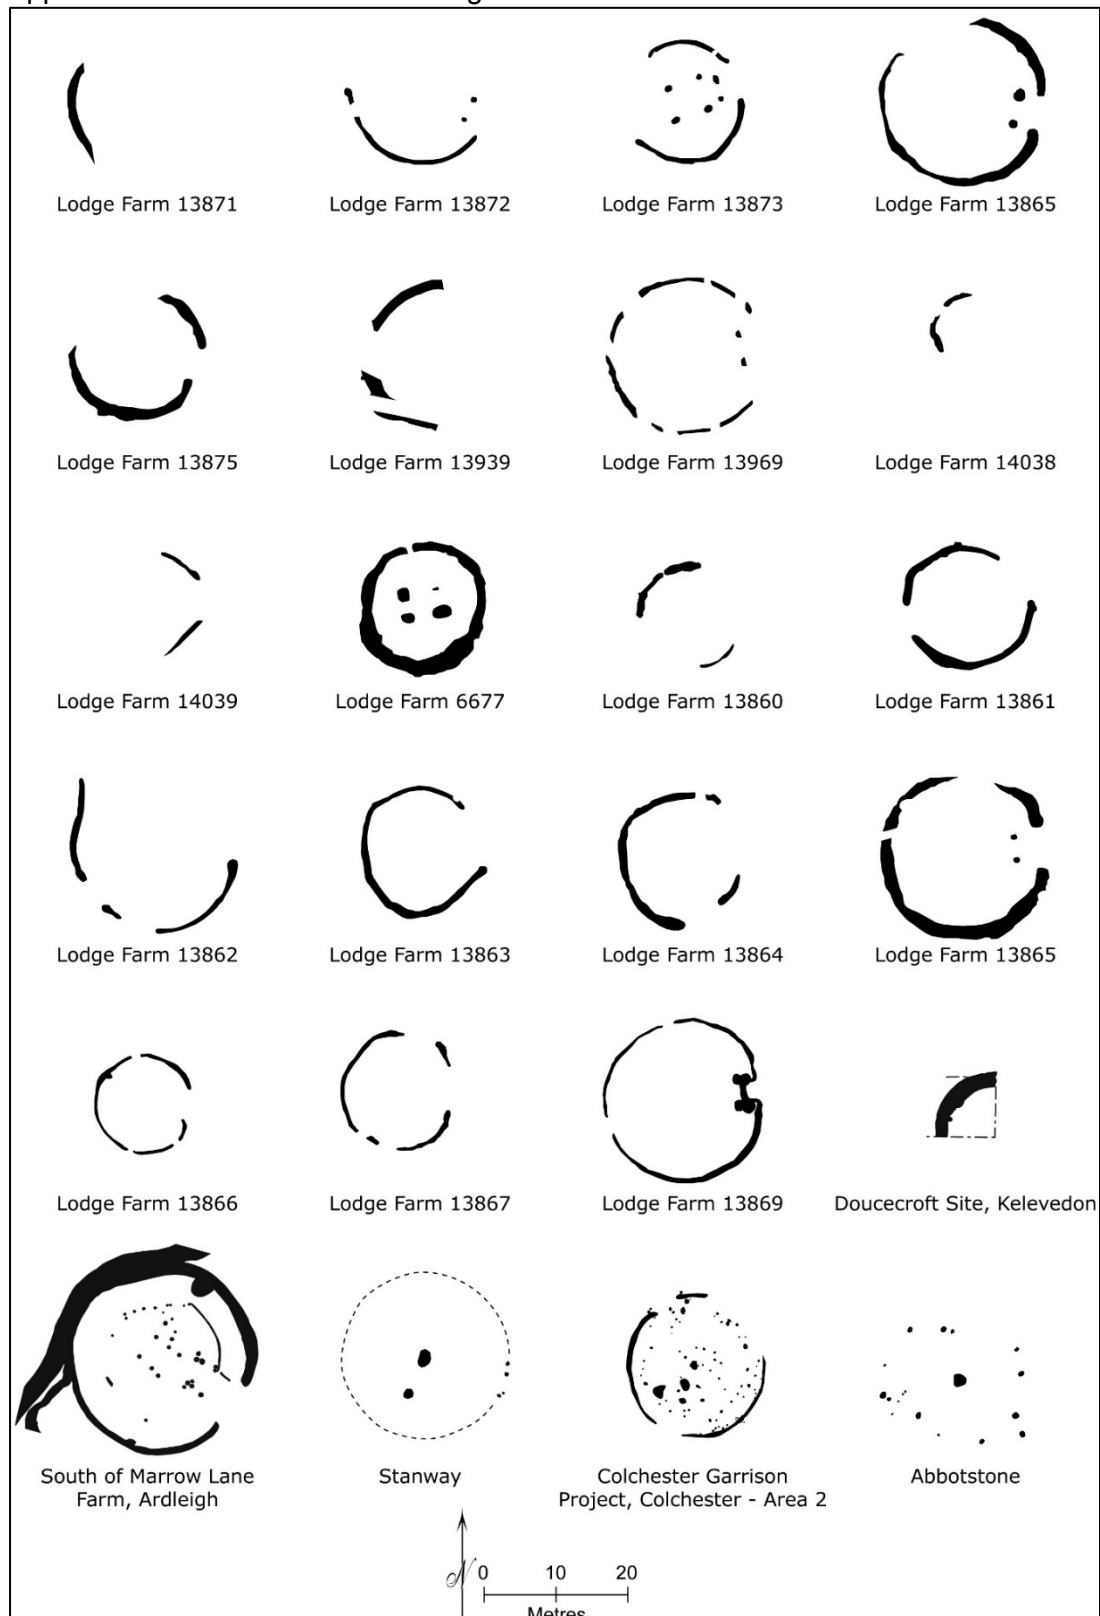 Lodge Farm 13871
Lodge Farm 13872
Lodge Farm 13873
Lodge Farm 13865
Lodge Farm 13875
Lodge Farm 13939
Lodge Farm 13969
Lodge Farm 14038
Lodge Farm 14039
Lodge Farm 6677
Lodge Farm 13860
Lodge Farm 13861
Lodge Farm 13862
Lodge Farm 13863
Lodge Farm 13864
Lodge Farm 13865
Lodge Farm 13866
Lodge Farm 13867
Lodge Farm 13869
Doucecroft Site, Kelevedon
South of Marrow Lane
Farm, Ardleigh
Stanway
Colchester Garrison
Project, Colchester - Area 2
Abbotstone
N
0 10 20
Metres